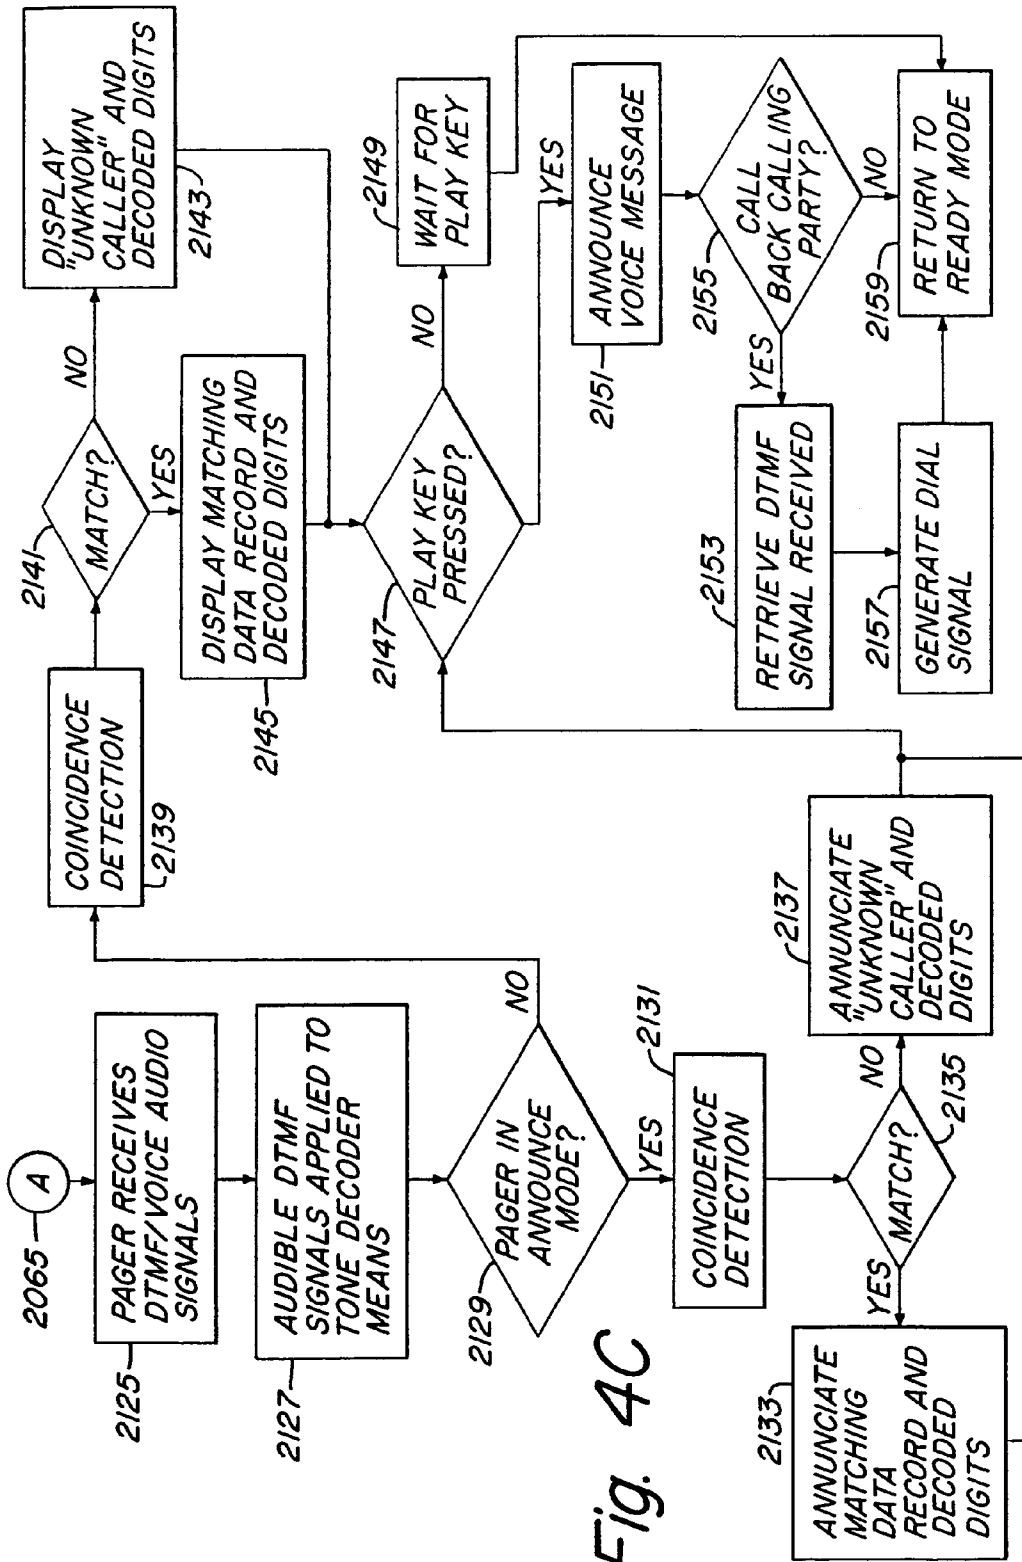 A
2065
PAGER RECEIVES
DTMF/VOICE AUDIO
SIGNALS
2125
AUDIBLE DTMF
SIGNALS APPLIED TO
TONE DECODER
MEANS
2127
PAGER IN
ANNOUNCE
MODE?
2129
NO
YES
COINCIDENCE
DETECTION
2131
MATCH?
2135
YES
NO
ANNUNCIATE
MATCHING
DATA
RECORD AND
DECODED
DIGITS
2133
ANNUNCIATE
"UNKNOWN
CALLER" AND
DECODED
DIGITS
2137
COINCIDENCE
DETECTION
2139
MATCH?
2141
NO
YES
DISPLAY
"UNKNOWN
CALLER" AND
DECODED DIGITS
2143
DISPLAY MATCHING
DATA RECORD AND
DECODED DIGITS
2145
PLAY KEY
PRESSED?
2147
NO
YES
WAIT FOR
PLAY KEY
2149
ANNOUNCE
VOICE MESSAGE
2151
CALL
BACK CALLING
PARTY?
2155
YES
NO
RETRIEVE DTMF
SIGNAL RECEIVED
2153
GENERATE DIAL
SIGNAL
2157
RETURN TO
READY MODE
2159
Fig. 4C